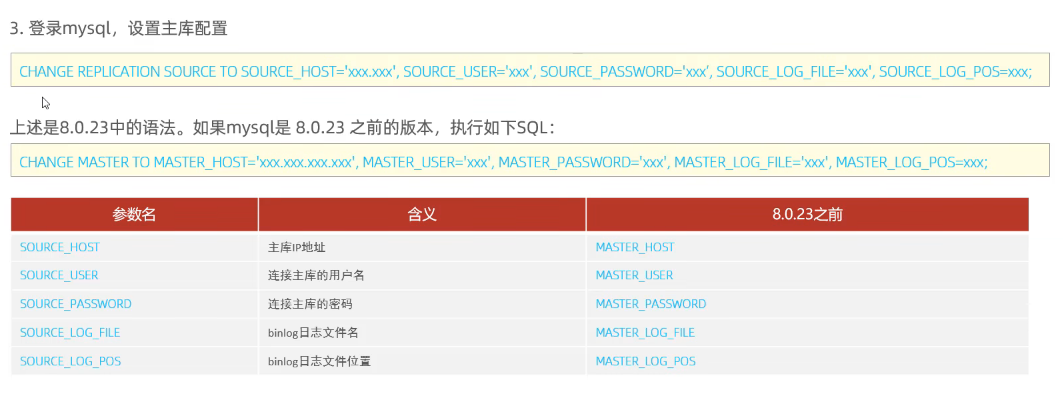 3. 登录mysql，设置主库配置
CHANGE REPLICATION SOURCE TO SOURCE_HOST='xxx.xxx', SOURCE_USER='xxx', SOURCE_PASSWORD='xxx', SOURCE_LOG_FILE='xxx', SOURCE_LOG_POS=xxx;
上述是8.0.23中的语法。如果mysql是 8.0.23 之前的版本，执行如下SQL：
CHANGE MASTER TO MASTER_HOST='xxx.xxx.xxx.xxx', MASTER_USER='xxx', MASTER_PASSWORD='xxx', MASTER_LOG_FILE='xxx', MASTER_LOG_POS=xxx;
参数名 含义 8.0.23之前
SOURCE_HOST 主库IP地址 MASTER_HOST
SOURCE_USER 连接主库的用户名 MASTER_USER
SOURCE_PASSWORD 连接主库的密码 MASTER_PASSWORD
SOURCE_LOG_FILE binlog日志文件名 MASTER_LOG_FILE
SOURCE_LOG_POS binlog日志文件位置 MASTER_LOG_POS